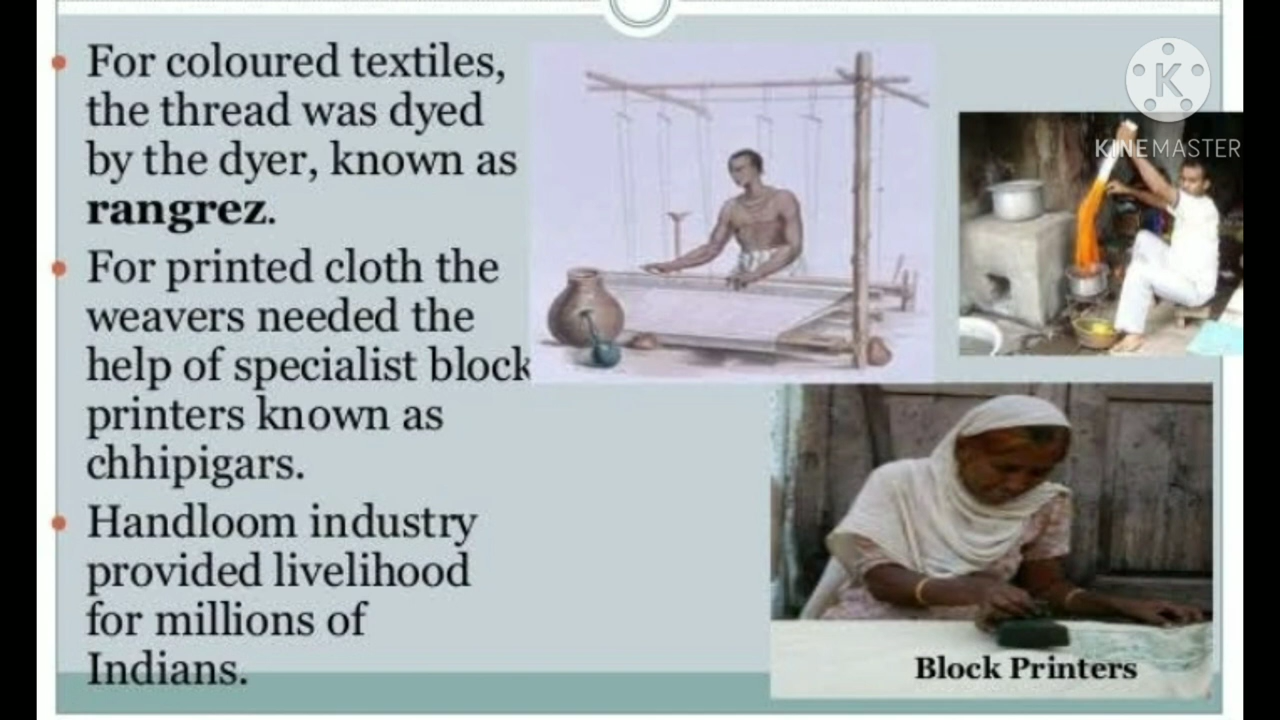 For coloured textiles,
the thread was dyed
by the dyer, known as
rangrez.
For printed cloth the
weavers needed the
help of specialist block
printers known as
chhipigars.
Handloom industry
provided livelihood
for millions of
Indians.
K
KINEMASTER
Block Printers